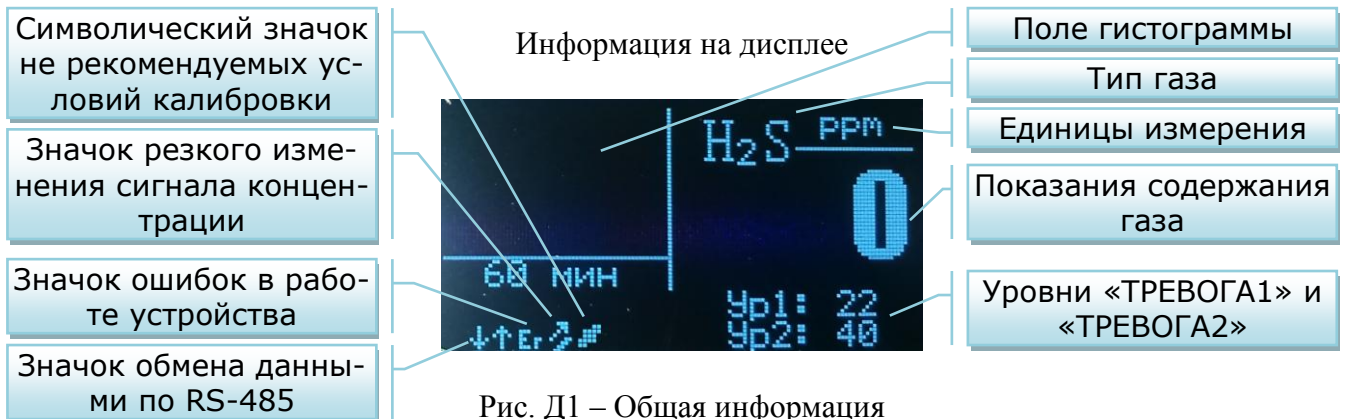 Символический значок
не рекомендуемых ус-
ловий калибровки
Значок резкого изме-
нения сигнала концен-
трации
Значок ошибок в рабо-
те устройства
Значок обмена данны-
ми по RS-485
Информация на дисплее
H₂S ppm
0
60 мин
Ур1: 22
Ур2: 40
↓↑Er
Поле гистограммы
Тип газа
Единицы измерения
Показания содержания
газа
Уровни «ТРЕВОГА1» и
«ТРЕВОГА2»
Рис. Д1 – Общая информация